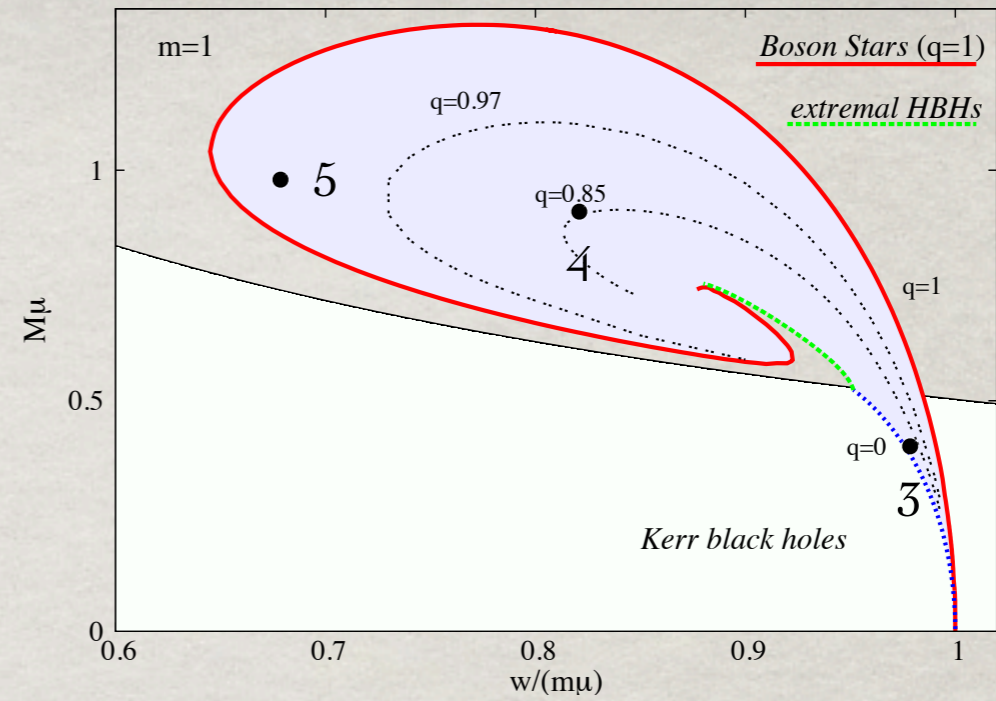 m=1
Boson Stars (q=1)
extremal HBHs
q=0.97
q=0.85
5
4
q=1
q=0
3
Kerr black holes
Mμ
1
0.5
0
0.6
0.7
0.8
0.9
1
w/(mμ)